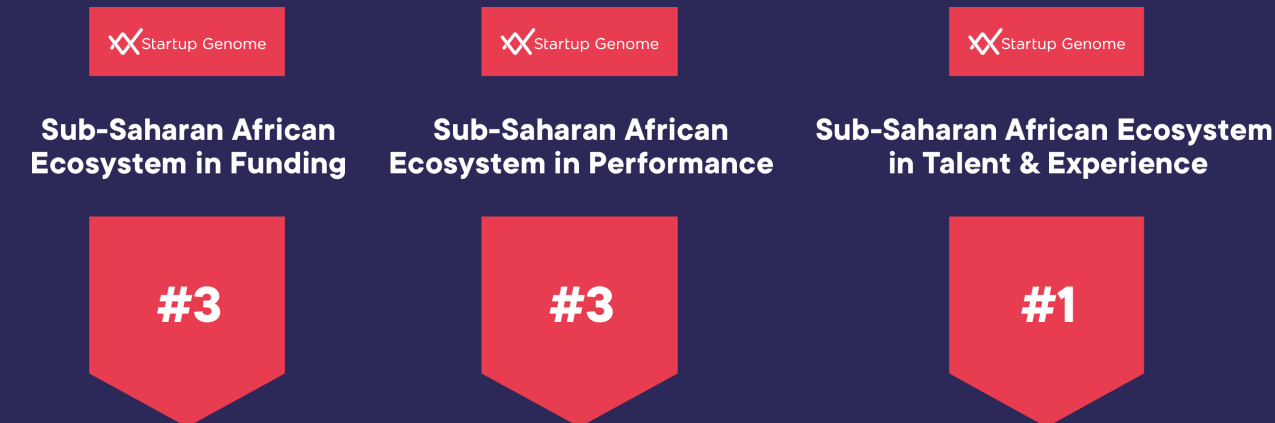 Startup Genome
Sub-Saharan African
Ecosystem in Funding
#3
Startup Genome
Sub-Saharan African
Ecosystem in Performance
#3
Startup Genome
Sub-Saharan African Ecosystem
in Talent & Experience
#1